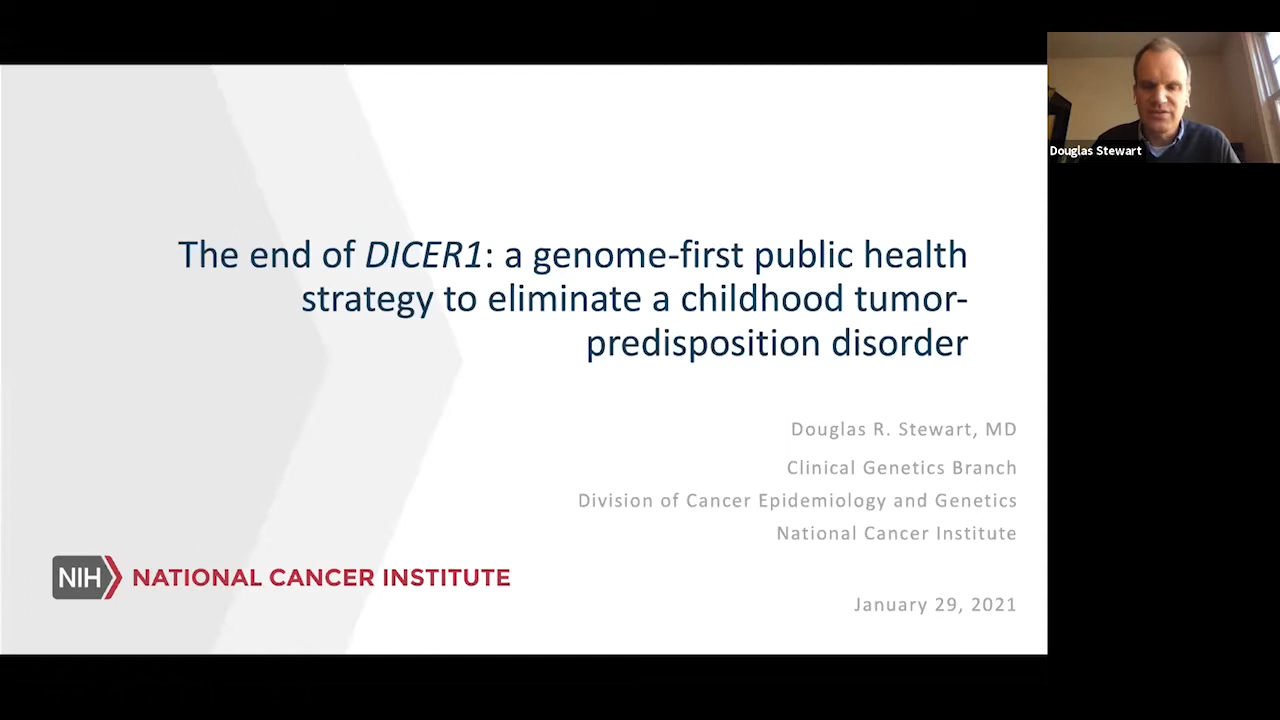 Douglas Stewart
The end of DICER1: a genome-first public health
strategy to eliminate a childhood tumor-
predisposition disorder
Douglas R. Stewart, MD
Clinical Genetics Branch
Division of Cancer Epidemiology and Genetics
National Cancer Institute
NIH NATIONAL CANCER INSTITUTE
January 29, 2021